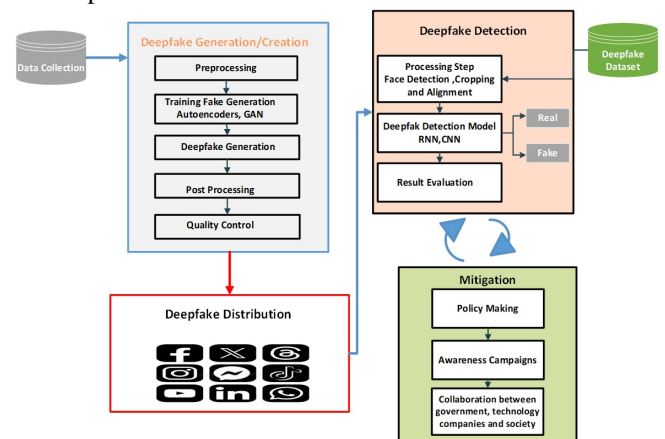 Data Collection
Deepfake Generation/Creation
Preprocessing
Training Fake Generation
Autoencoders, GAN
Deepfake Generation
Post Processing
Quality Control
Deepfake Distribution
Deepfake Detection
Processing Step
Face Detection ,Cropping
and Alignment
Deepfak Detection Model
RNN,CNN
Real
Fake
Result Evaluation
Deepfake
Dataset
Mitigation
Policy Making
Awareness Campaigns
Collaboration between
government, technology
companies and society